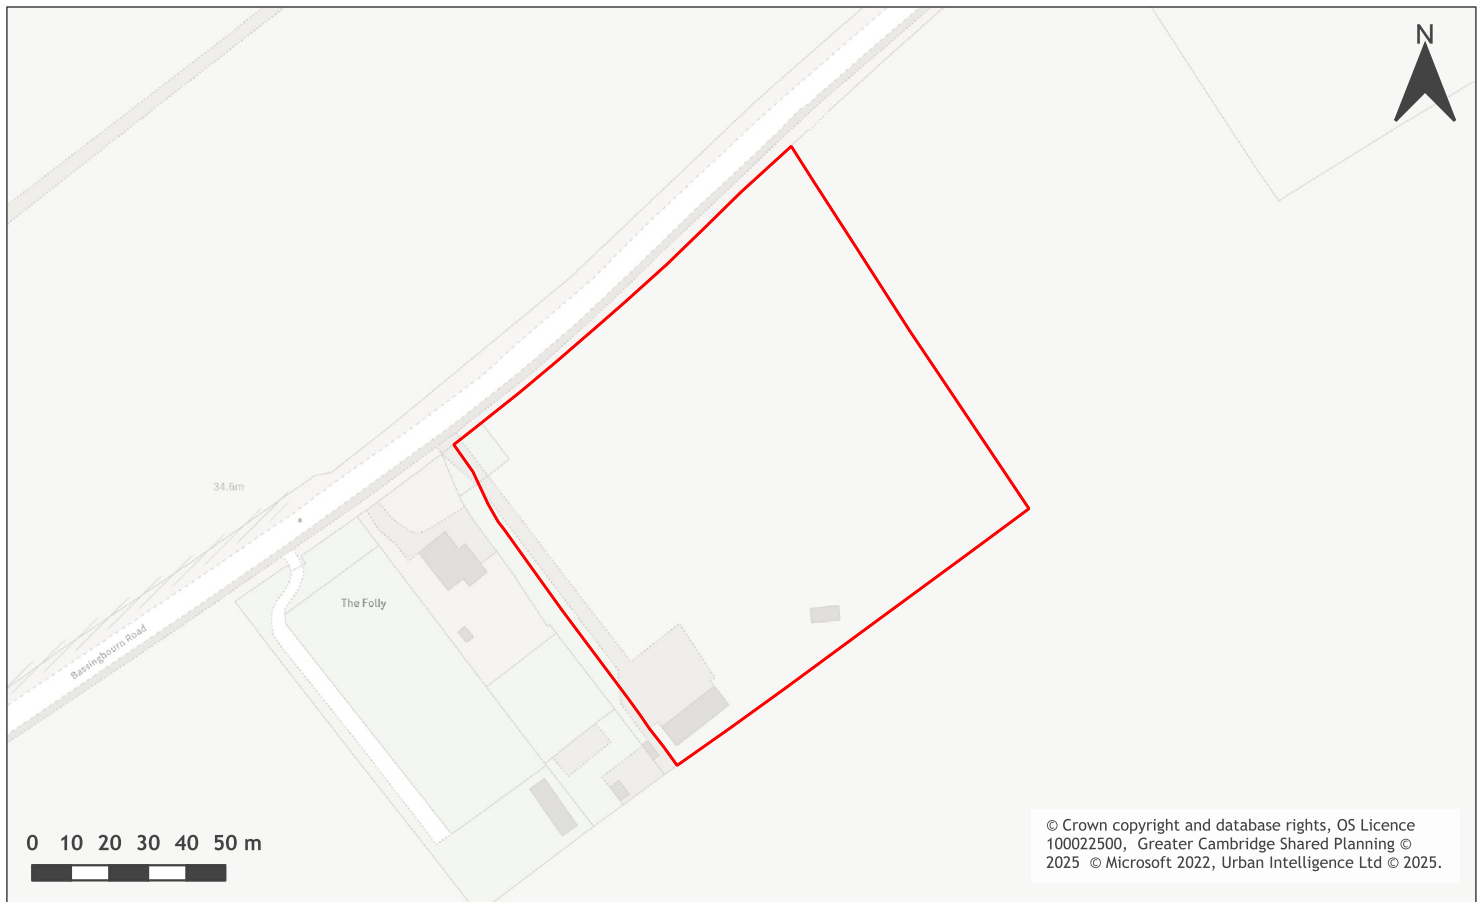 N
34.6m
The Folly
Bassingbourn Road
0 10 20 30 40 50 m
© Crown copyright and database rights, OS Licence
100022500, Greater Cambridge Shared Planning ©
2025 © Microsoft 2022, Urban Intelligence Ltd © 2025.